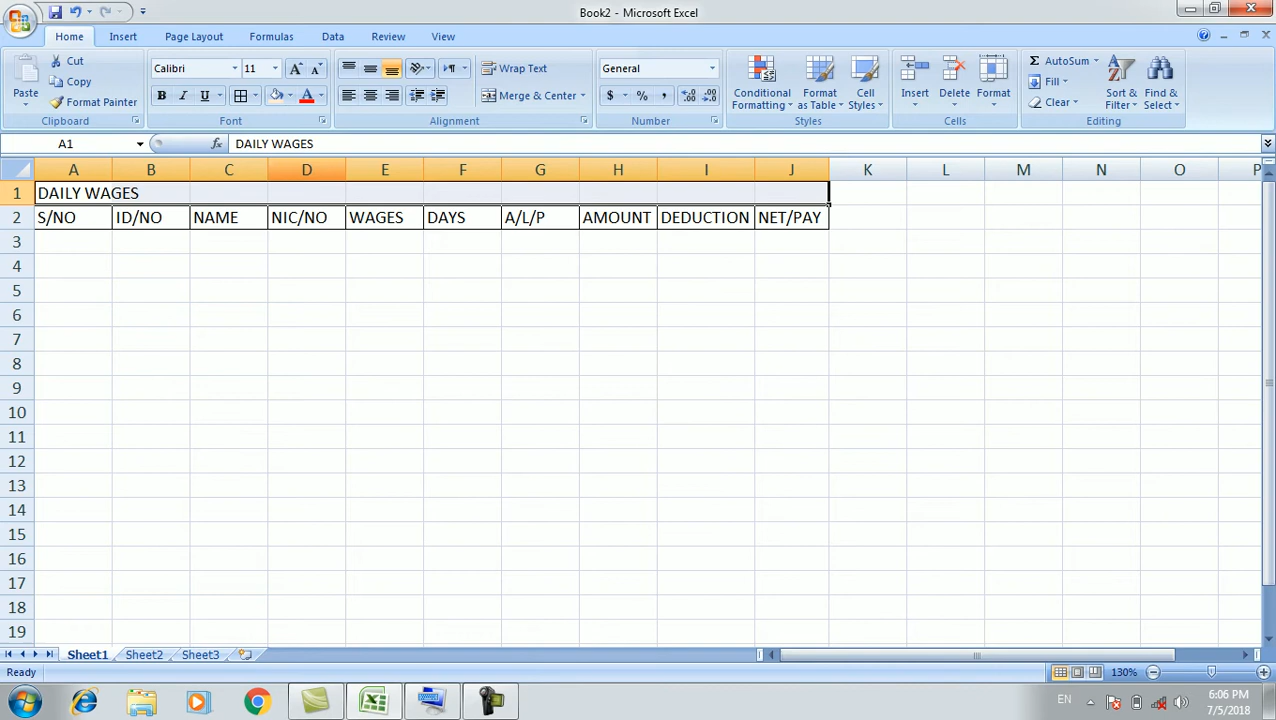 Book2 - Microsoft Excel
Home Insert Page Layout Formulas Data Review View
Paste Cut Copy Format Painter
Calibri 11 B I U
Wrap Text Merge & Center
General $ % ,
Conditional Formatting Format as Table Cell Styles
Insert Delete Format
AutoSum Fill Clear Sort & Filter Find & Select
Clipboard Font Alignment Number Styles Cells Editing
A1 fx DAILY WAGES
A B C D E F G H I J K L M N O P
1 DAILY WAGES
2 S/NO ID/NO NAME NIC/NO WAGES DAYS A/L/P AMOUNT DEDUCTION NET/PAY
3
4
5
6
7
8
9
10
11
12
13
14
15
16
17
18
19
Sheet1 Sheet2 Sheet3
Ready 130%
EN 6:06 PM
7/5/2018